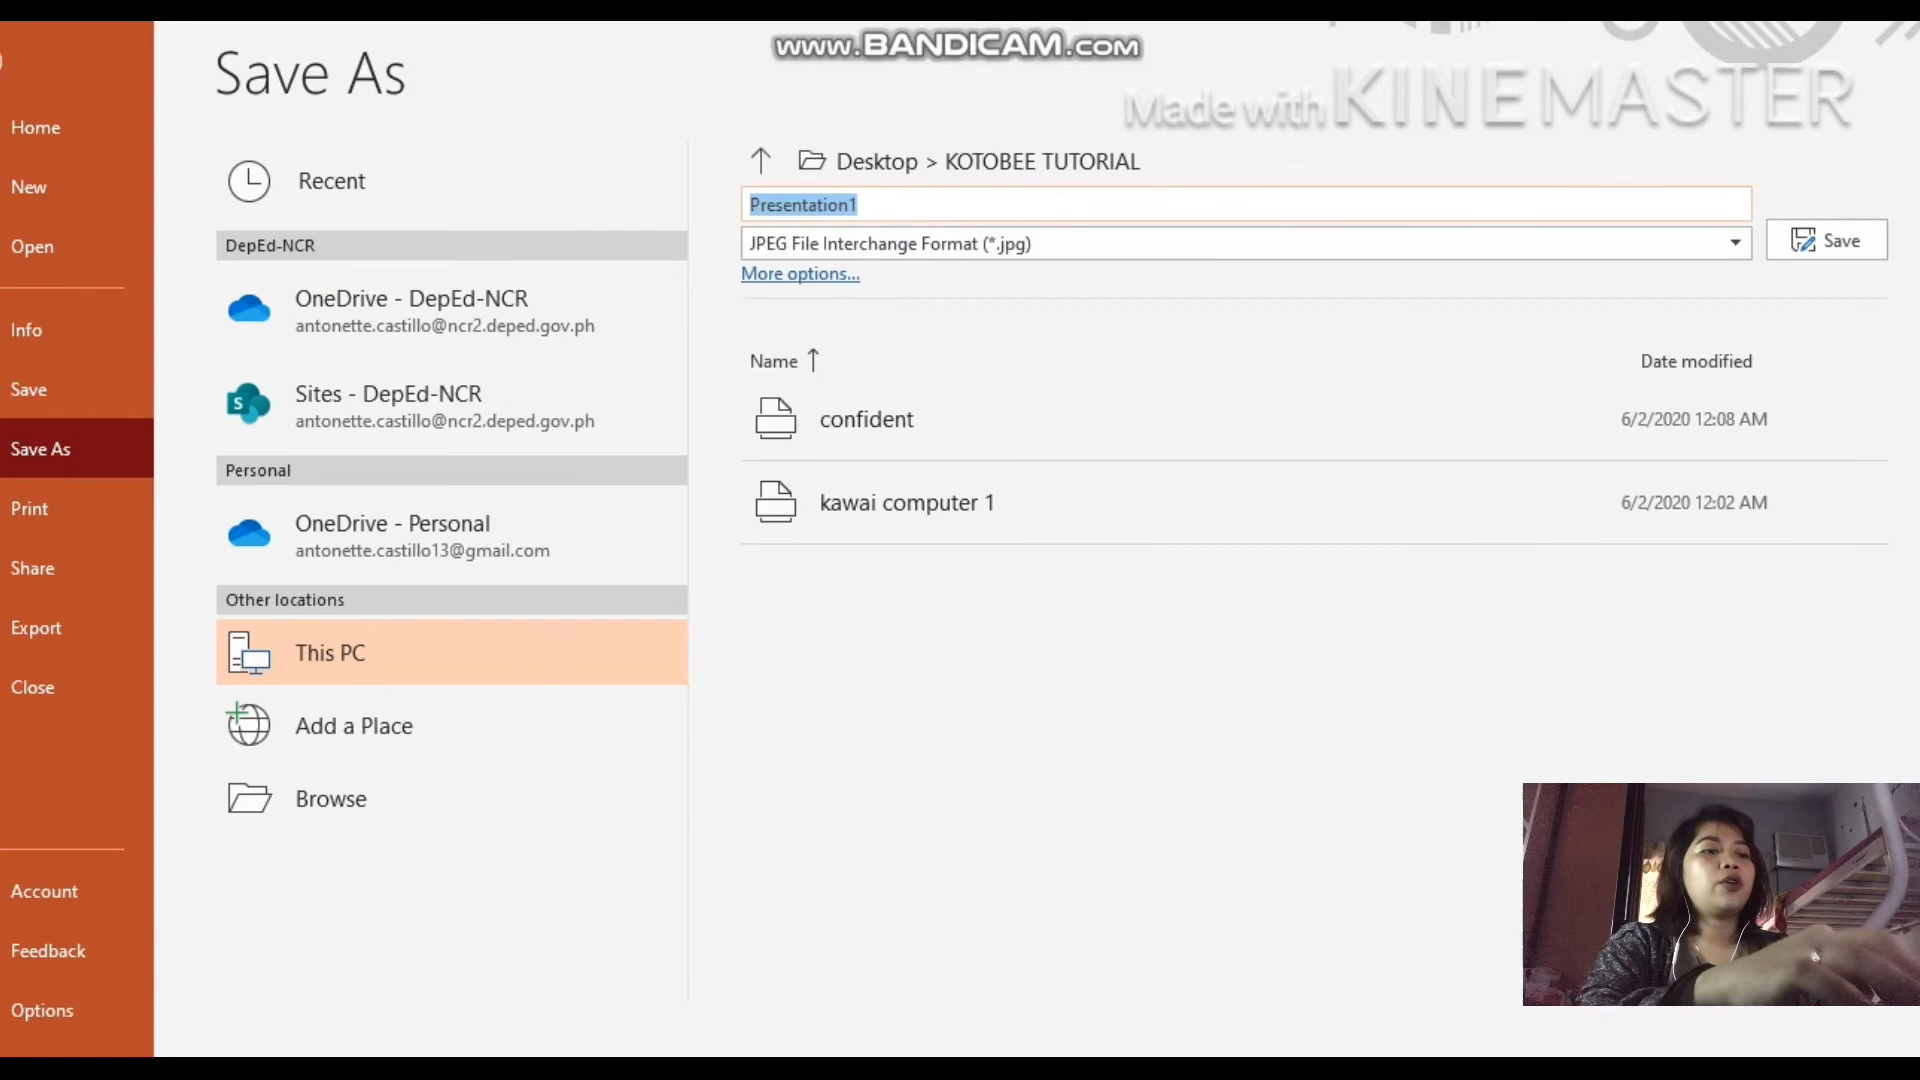 www.BANDICAM.com
Made with KINEMASTER
Save As
Home
New
Open
Info
Save
Save As
Print
Share
Export
Close
Account
Feedback
Options
Recent
DepEd-NCR
OneDrive - DepEd-NCR
antonette.castillo@ncr2.deped.gov.ph
Sites - DepEd-NCR
antonette.castillo@ncr2.deped.gov.ph
Personal
OneDrive - Personal
antonette.castillo13@gmail.com
Other locations
This PC
Add a Place
Browse
Desktop > KOTOBEE TUTORIAL
Presentation1
JPEG File Interchange Format (*.jpg)
Save
More options...
Name Date modified
confident 6/2/2020 12:08 AM
kawai computer 1 6/2/2020 12:02 AM